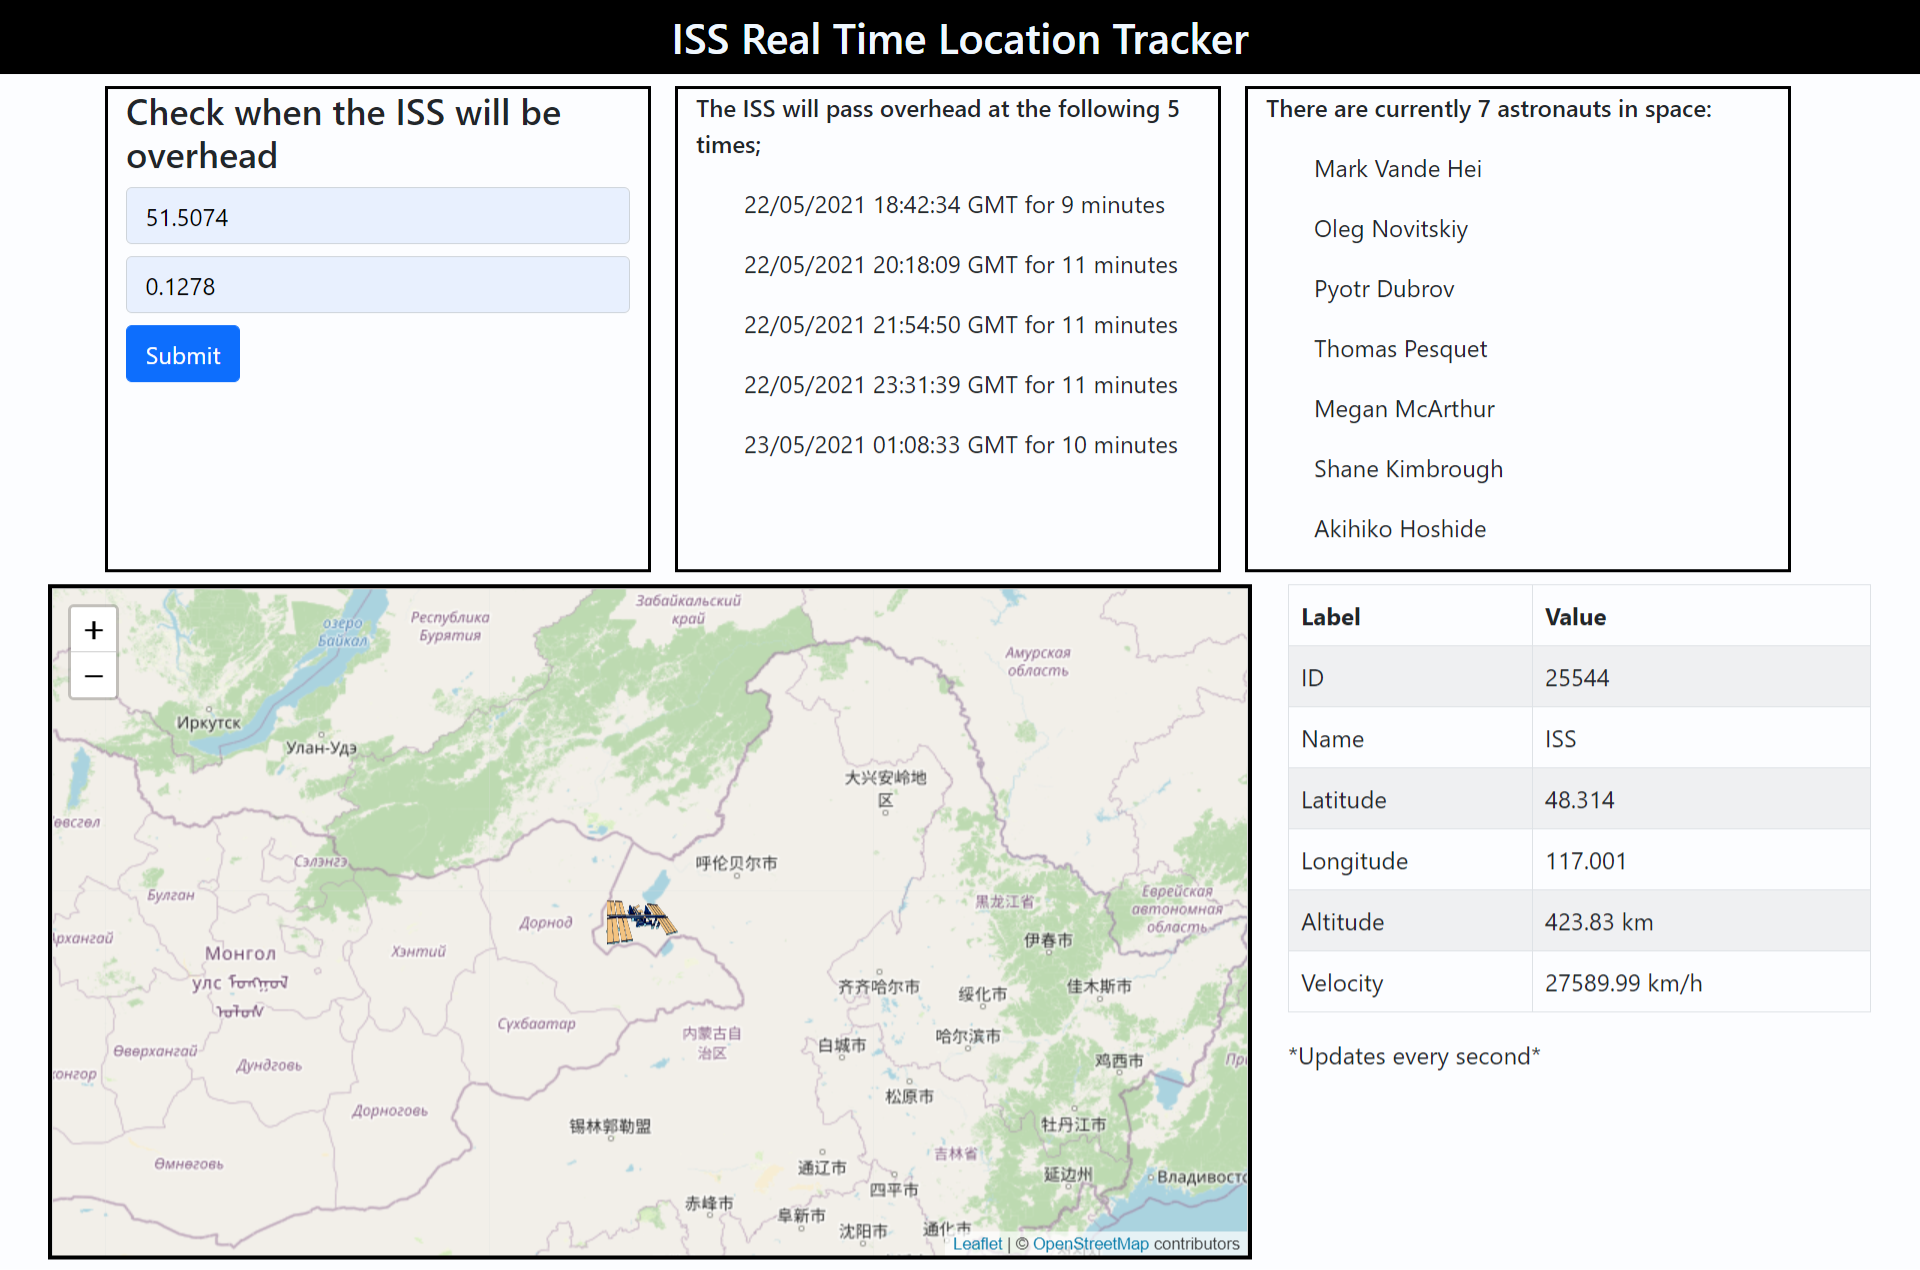 ISS Real Time Location Tracker
Check when the ISS will be
overhead
51.5074
0.1278
Submit
The ISS will pass overhead at the following 5
times;
22/05/2021 18:42:34 GMT for 9 minutes
22/05/2021 20:18:09 GMT for 11 minutes
22/05/2021 21:54:50 GMT for 11 minutes
22/05/2021 23:31:39 GMT for 11 minutes
23/05/2021 01:08:33 GMT for 10 minutes
There are currently 7 astronauts in space:
Mark Vande Hei
Oleg Novitskiy
Pyotr Dubrov
Thomas Pesquet
Megan McArthur
Shane Kimbrough
Akihiko Hoshide
+
−
озеро
Байкал
Республика
Бурятия
Забайкальский
край
Амурская
область
Иркутск
Улан-Удэ
大兴安岭地
区
өвсгөл
Сэлэнгэ
呼伦贝尔市
Булган
Дорнод
黑龙江省
Еврейская
автономная
область
рхангай
Хэнтий
伊春市
Монгол
улс
齐齐哈尔市
绥化市
佳木斯市
Сүхбаатар
内蒙古自
治区
白城市
哈尔滨市
Өвөрхангай
Дундговь
鸡西市
При
онгор
松原市
Дорноговь
锡林郭勒盟
牡丹江市
Өмнөговь
吉林省
通辽市
延边州
Владивосто
四平市
赤峰市
阜新市
沈阳市
通化市
Leaflet | © OpenStreetMap contributors
Label Value
ID 25544
Name ISS
Latitude 48.314
Longitude 117.001
Altitude 423.83 km
Velocity 27589.99 km/h
*Updates every second*